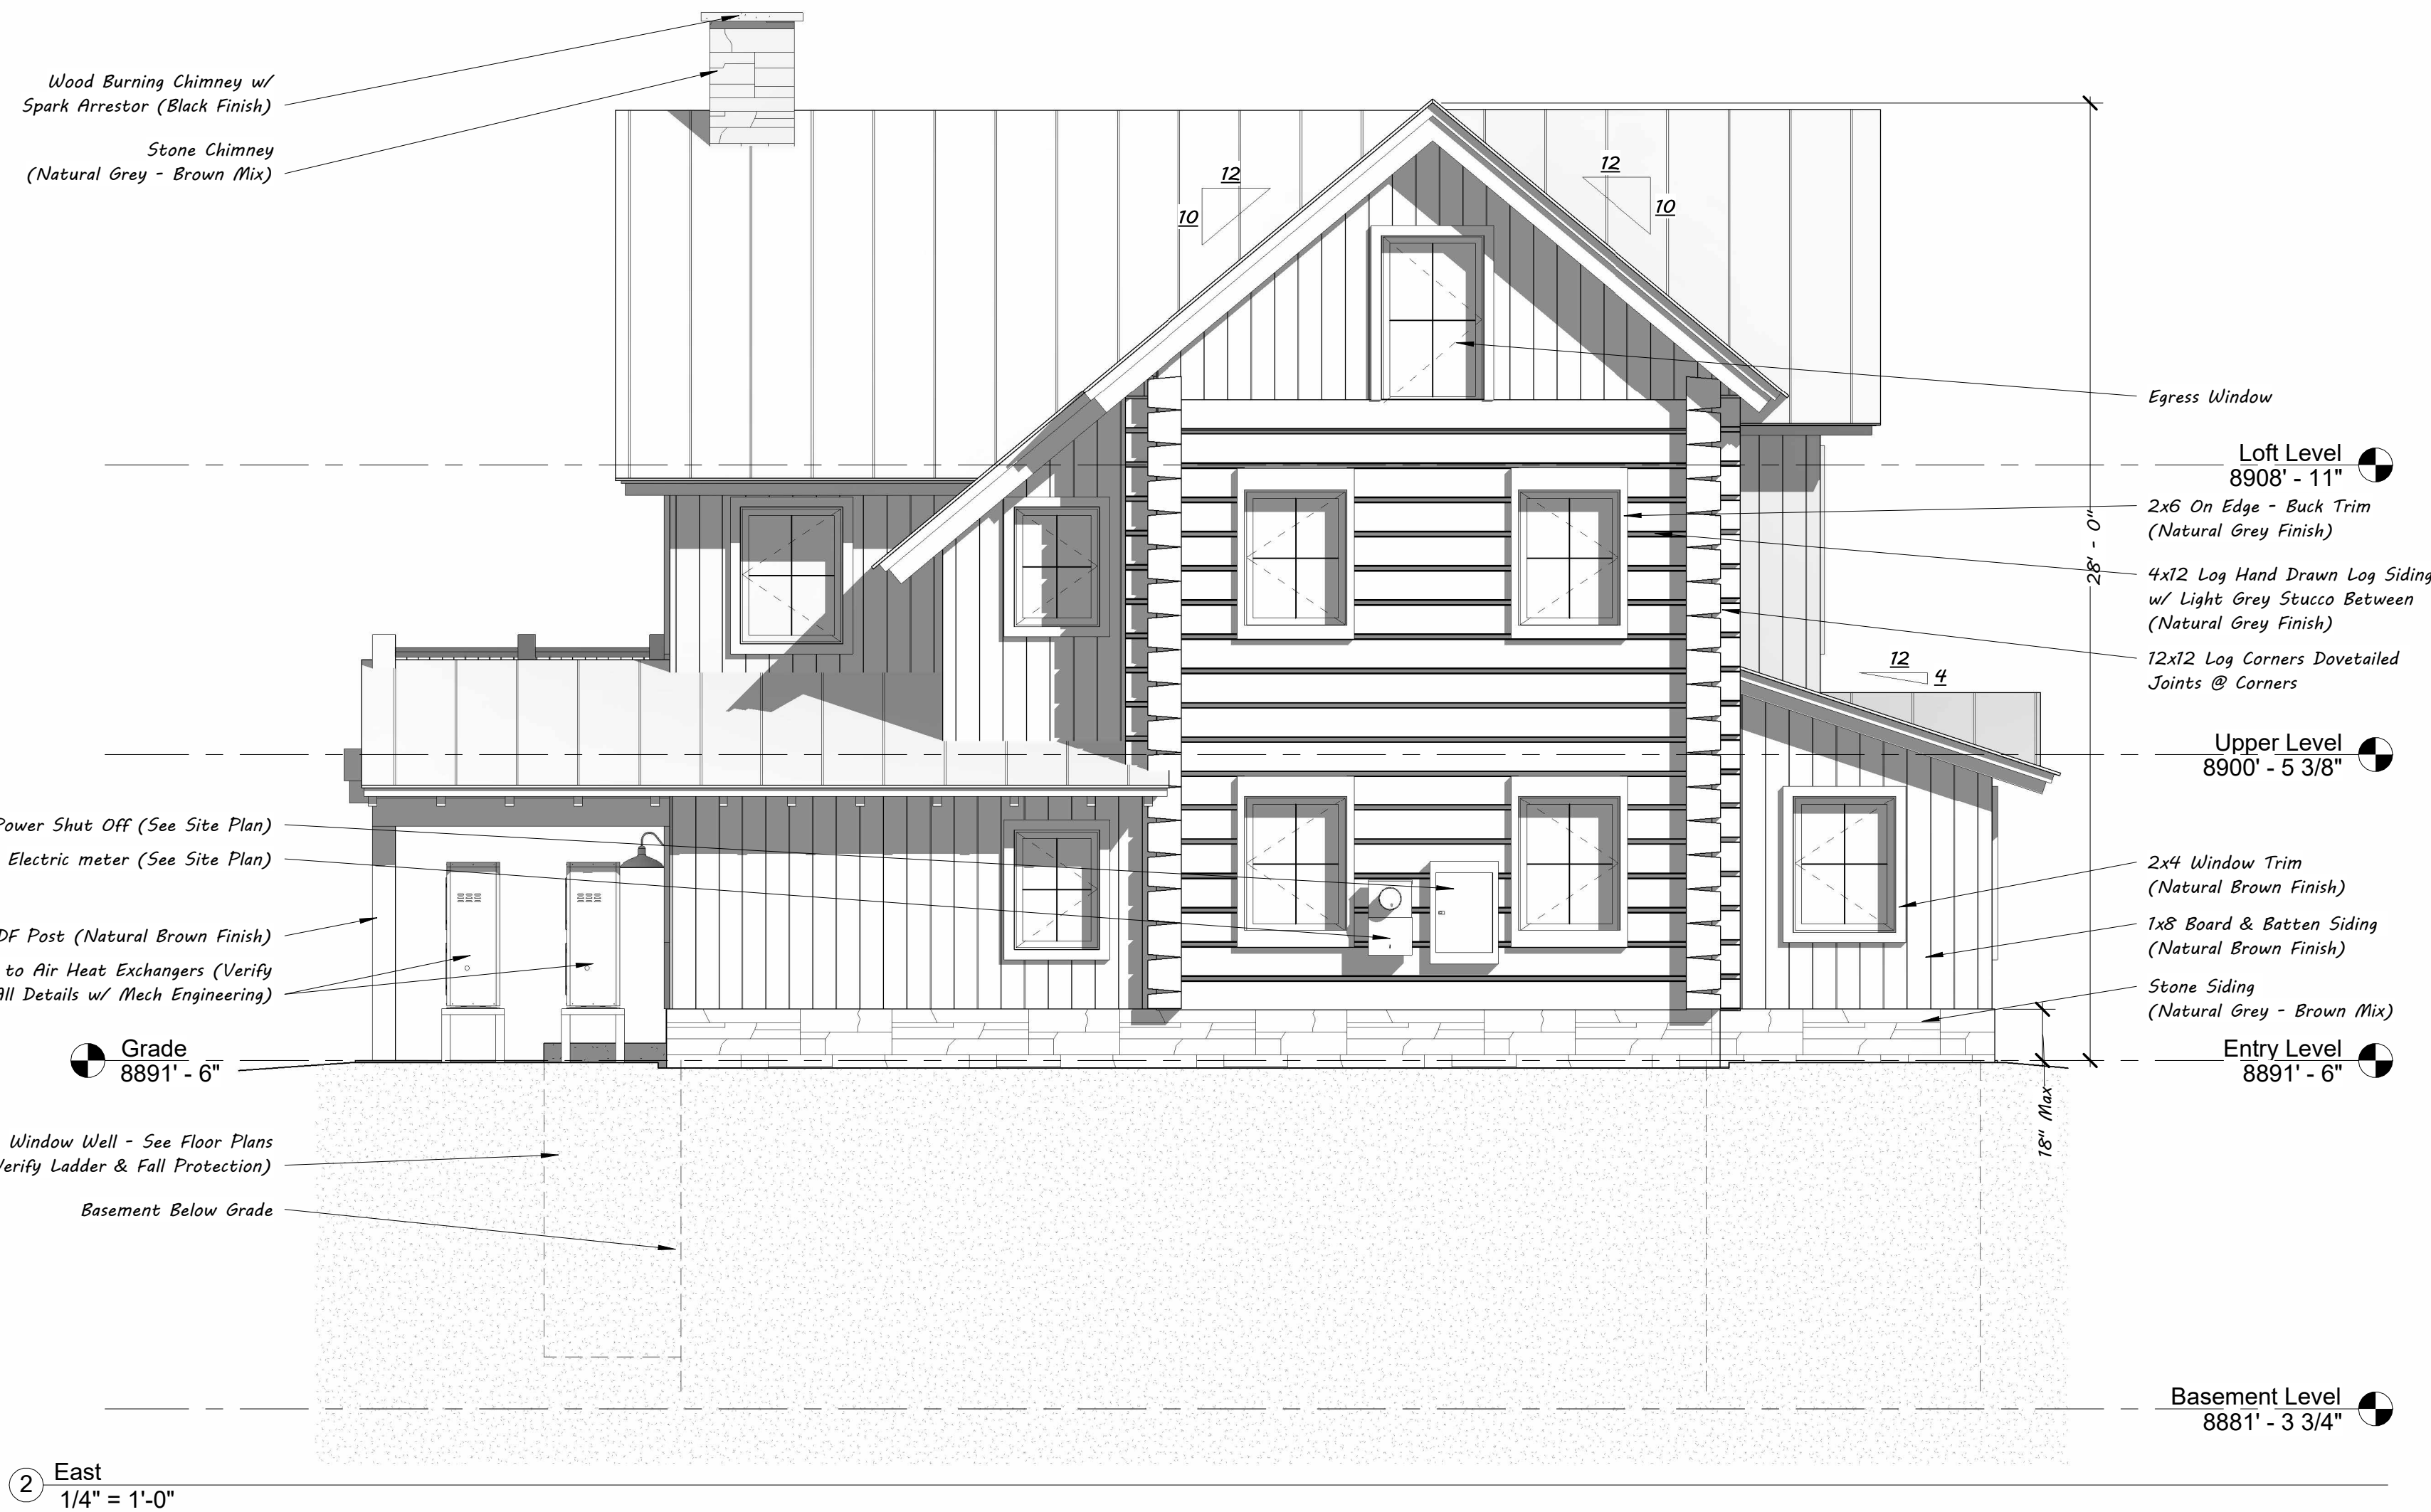 Wood Burning Chimney w/
Spark Arrestor (Black Finish)
Stone Chimney
(Natural Grey - Brown Mix)
12
10
12
10
Egress Window
Loft Level
8908' - 11"
2x6 On Edge - Buck Trim
(Natural Grey Finish)
28' - 0"
4x12 Log Hand Drawn Log Siding
w/ Light Grey Stucco Between
(Natural Grey Finish)
12x12 Log Corners Dovetailed
Joints @ Corners
12
4
Upper Level
8900' - 5 3/8"
Power Shut Off (See Site Plan)
Electric meter (See Site Plan)
2x4 Window Trim
(Natural Brown Finish)
DF Post (Natural Brown Finish)
1x8 Board & Batten Siding
(Natural Brown Finish)
to Air Heat Exchangers (Verify
All Details w/ Mech Engineering)
Stone Siding
(Natural Grey - Brown Mix)
Grade
8891' - 6"
Entry Level
8891' - 6"
18" Max
Window Well - See Floor Plans
Verify Ladder & Fall Protection)
Basement Below Grade
Basement Level
8881' - 3 3/4"
2
East
1/4" = 1'-0"